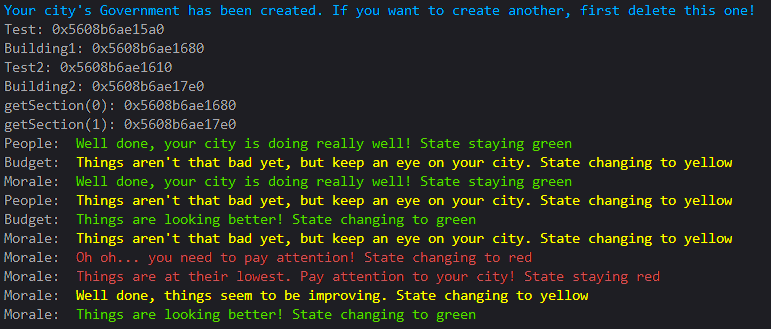 Your city's Government has been created. If you want to create another, first delete this one!
Test: 0x5608b6ae15a0
Building1: 0x5608b6ae1680
Test2: 0x5608b6ae1610
Building2: 0x5608b6ae17e0
getSection(0): 0x5608b6ae1680
getSection(1): 0x5608b6ae17e0
People:  Well done, your city is doing really well! State staying green
Budget:  Things aren't that bad yet, but keep an eye on your city. State changing to yellow
Morale:  Well done, your city is doing really well! State staying green
People:  Things aren't that bad yet, but keep an eye on your city. State changing to yellow
Budget:  Things are looking better! State changing to green
Morale:  Things aren't that bad yet, but keep an eye on your city. State changing to yellow
Morale:  Oh oh... you need to pay attention! State changing to red
Morale:  Things are at their lowest. Pay attention to your city! State staying red
Morale:  Well done, things seem to be improving. State changing to yellow
Morale:  Things are looking better! State changing to green